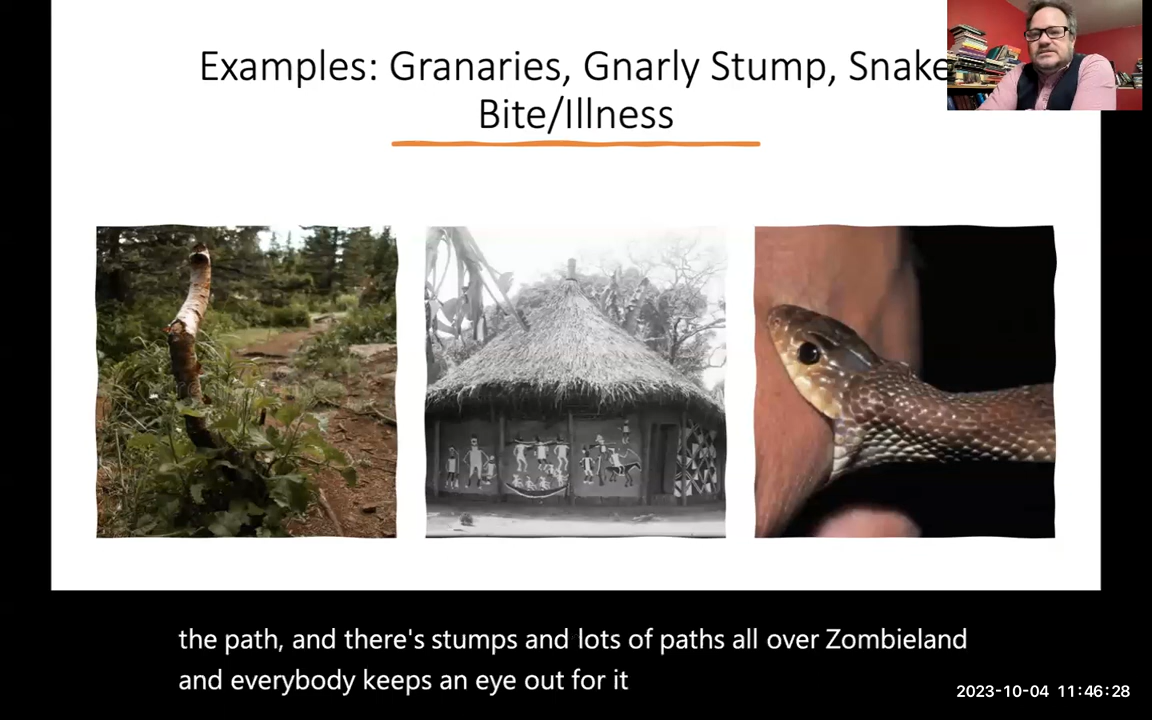 Examples: Granaries, Gnarly Stump, Snake
Bite/Illness
the path, and there's stumps and lots of paths all over Zombieland
and everybody keeps an eye out for it
2023-10-04 11:46:28